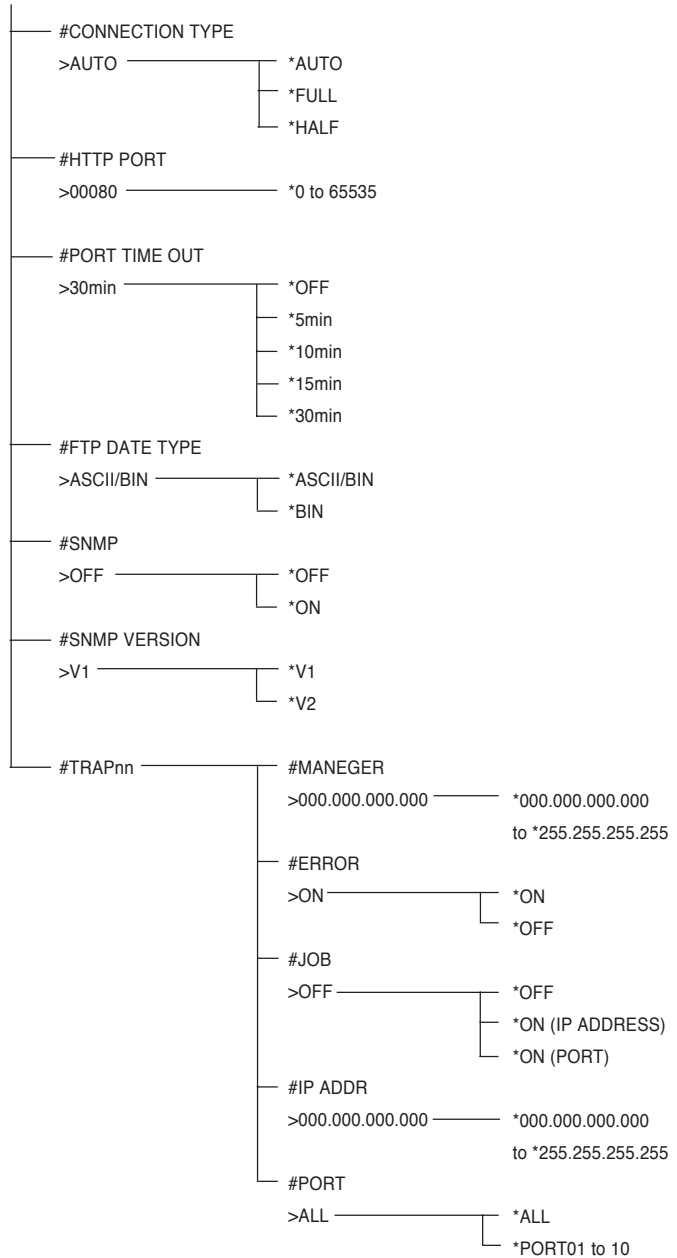 #CONNECTION TYPE
>AUTO *AUTO
*FULL
*HALF
#HTTP PORT
>00080 *0 to 65535
#PORT TIME OUT
>30min *OFF
*5min
*10min
*15min
*30min
#FTP DATE TYPE
>ASCII/BIN *ASCII/BIN
*BIN
#SNMP
>OFF *OFF
*ON
#SNMP VERSION
>V1 *V1
*V2
#TRAPnn #MANEGER
>000.000.000.000 *000.000.000.000
to *255.255.255.255
#ERROR
>ON *ON
*OFF
#JOB
>OFF *OFF
*ON (IP ADDRESS)
*ON (PORT)
#IP ADDR
>000.000.000.000 *000.000.000.000
to *255.255.255.255
#PORT
>ALL *ALL
*PORT01 to 10